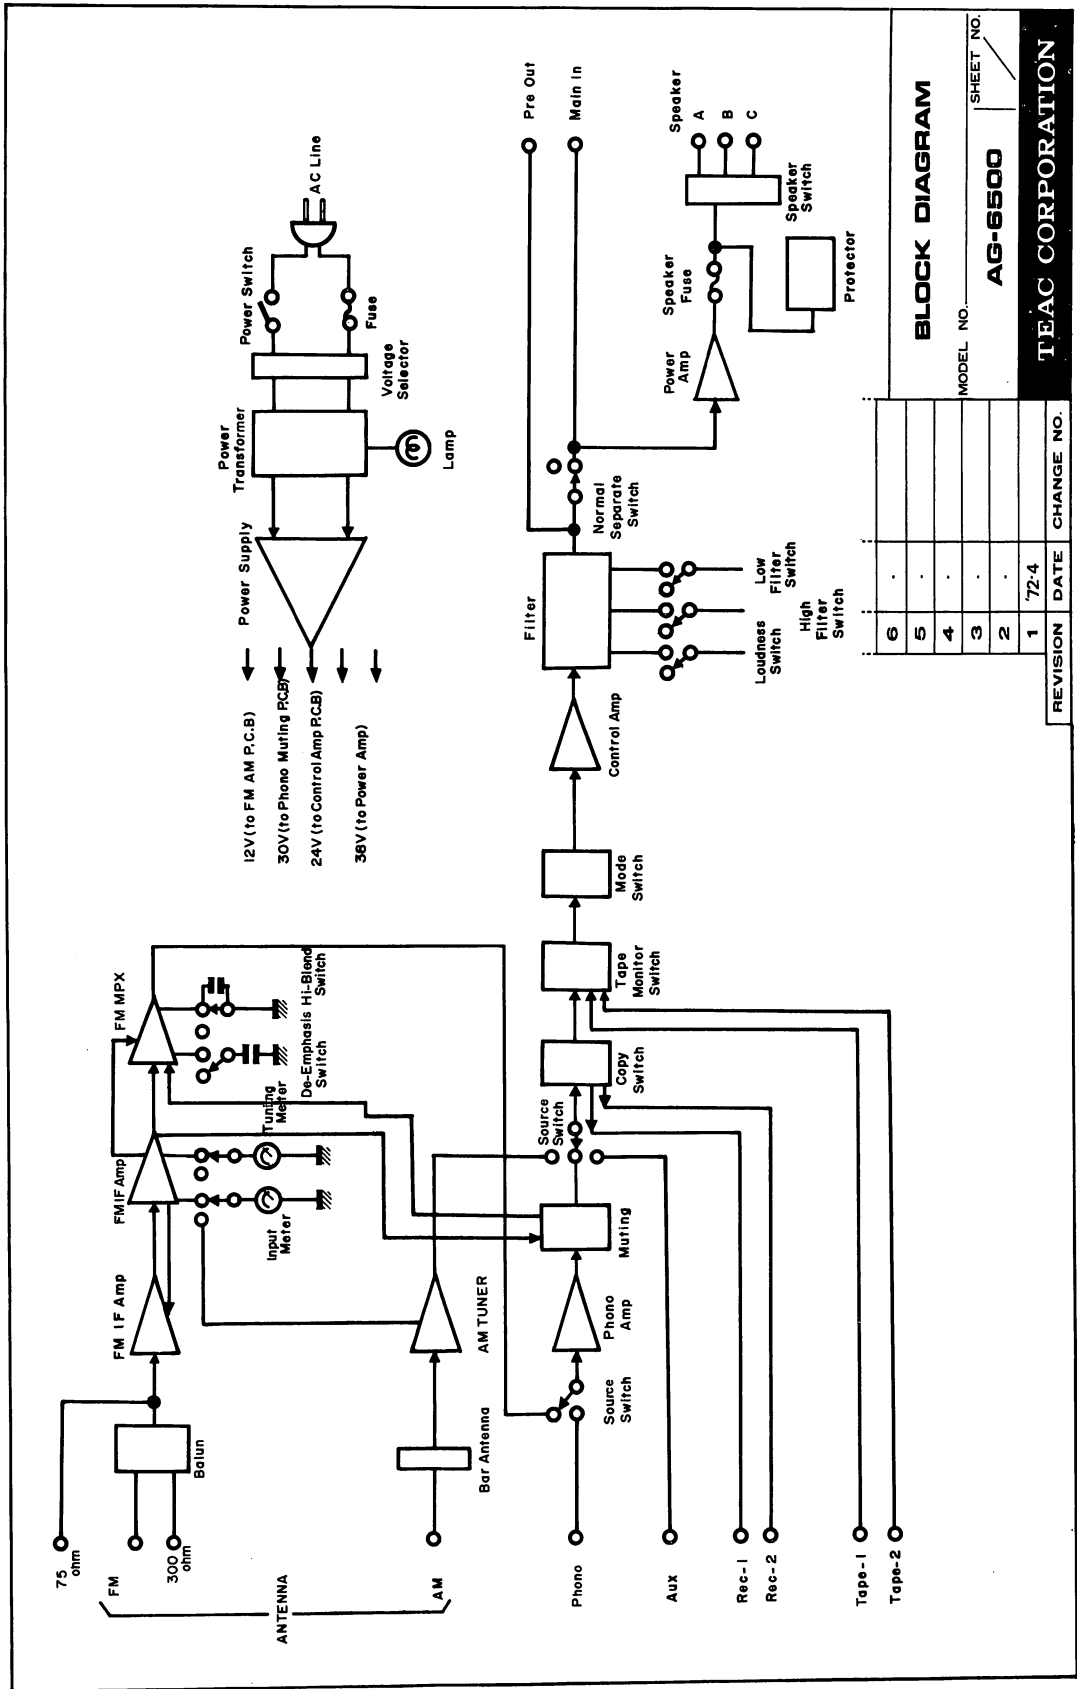 75
ohm
FM
300
ohm
ANTENNA
AM
Balun
FM IF Amp
FM IF Amp
FM MPX
Input
Meter
Tuning
Meter
De-Emphasis
Switch
Hi-Blend
Switch
Bar Antenna
AM TUNER
Phono
Aux
Rec-1
Rec-2
Tape-1
Tape-2
Source
Switch
Phono
Amp
Muting
Source
Switch
Copy
Switch
Tape
Monitor
Switch
Mode
Switch
Control Amp
Filter
Loudness
Switch
High
Filter
Switch
Low
Filter
Switch
Normal
Separate
Switch
Pre Out
Main In
Power
Amp
Speaker
Fuse
Protector
Speaker
Switch
Speaker
A
B
C
12V(to FM AM P.C.B)
30V(to Phono Muting P.C.B)
24V(to Control Amp P.C.B)
38V(to Power Amp)
Power Supply
Power
Transformer
Lamp
Voltage
Selector
Power Switch
Fuse
AC Line
6 .
5 .
4 .
3 .
2 .
1 '72·4
REVISION DATE CHANGE NO.
BLOCK DIAGRAM
MODEL NO.
SHEET NO.
AG-6500
TEAC CORPORATION